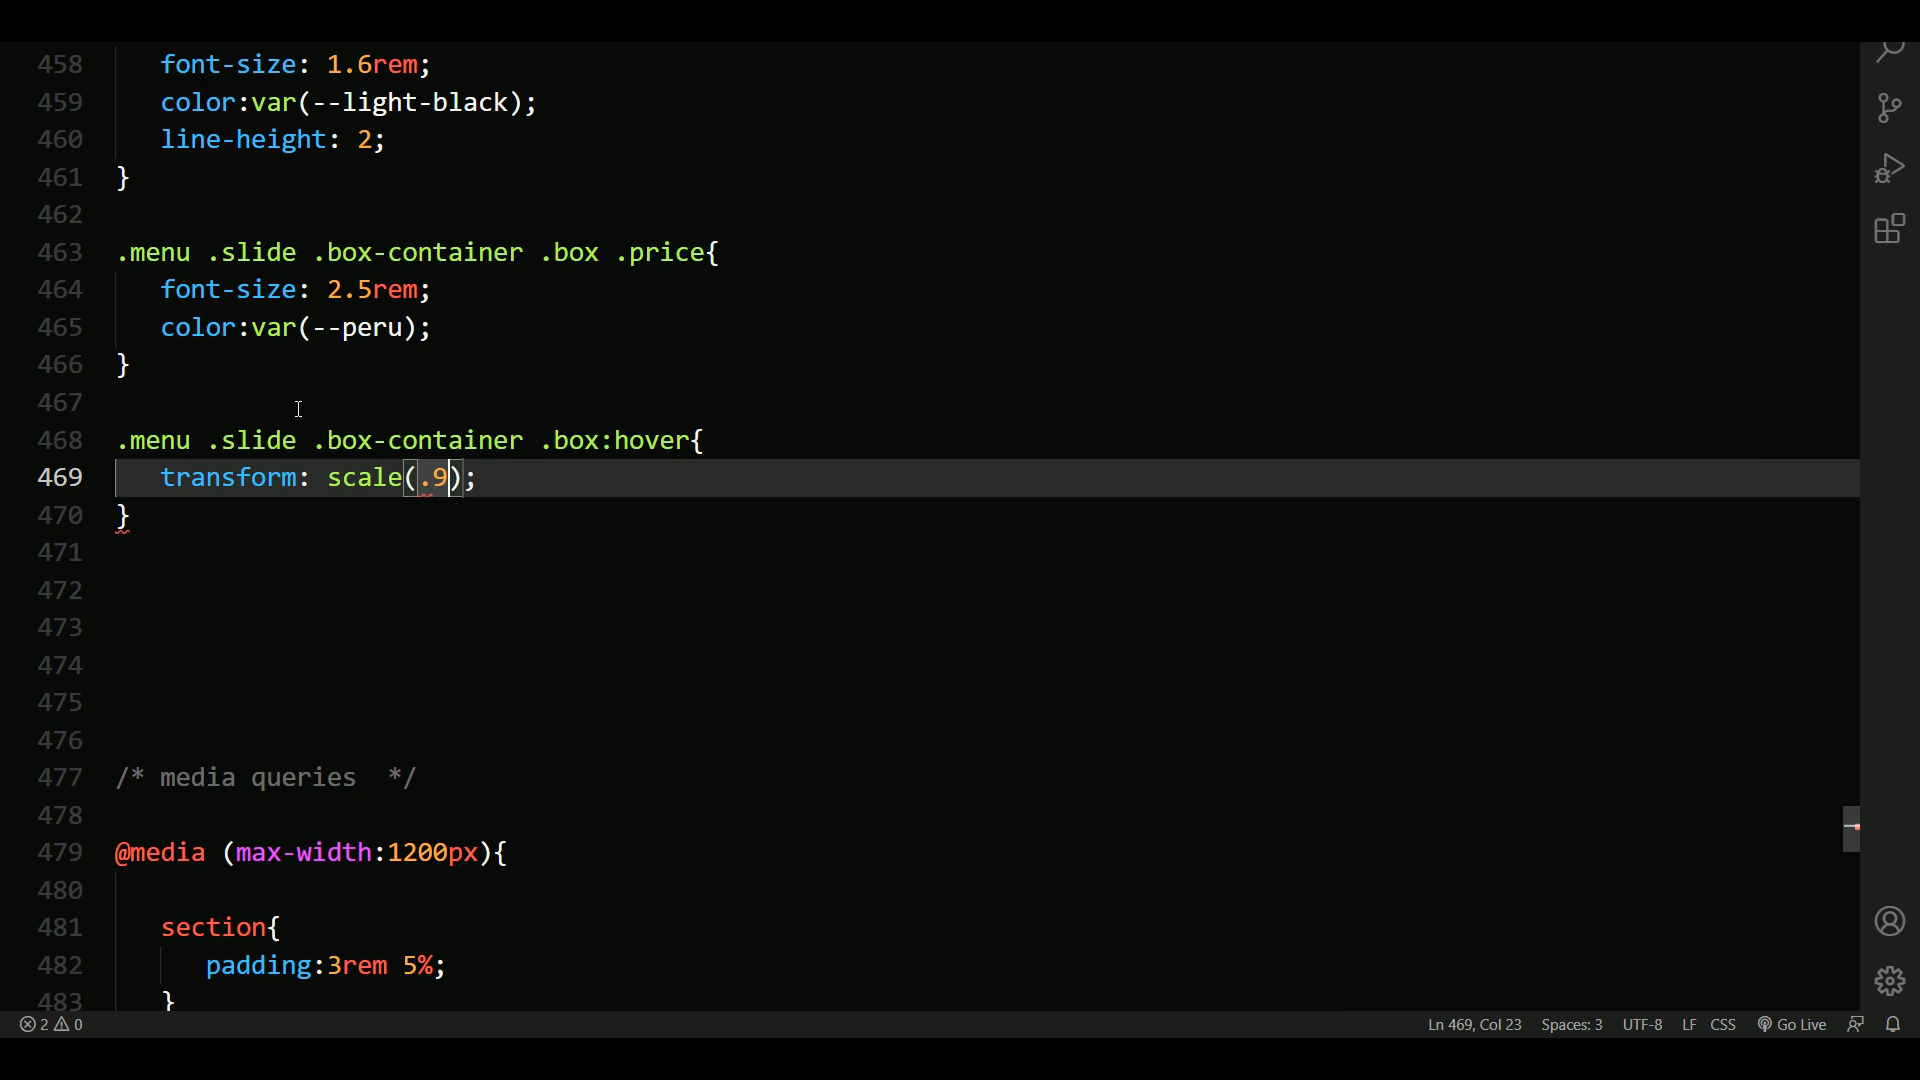 458 font-size: 1.6rem;
459 color:var(--light-black);
460 line-height: 2;
461 }
462
463 .menu .slide .box-container .box .price{
464 font-size: 2.5rem;
465 color:var(--peru);
466 }
467
468 .menu .slide .box-container .box:hover{
469 transform: scale(.9);
470 }
471
472
473
474
475
476
477 /* media queries  */
478
479 @media (max-width:1200px){
480
481 section{
482 padding:3rem 5%;
483 }
2 0 Ln 469, Col 23 Spaces: 3 UTF-8 LF CSS Go Live